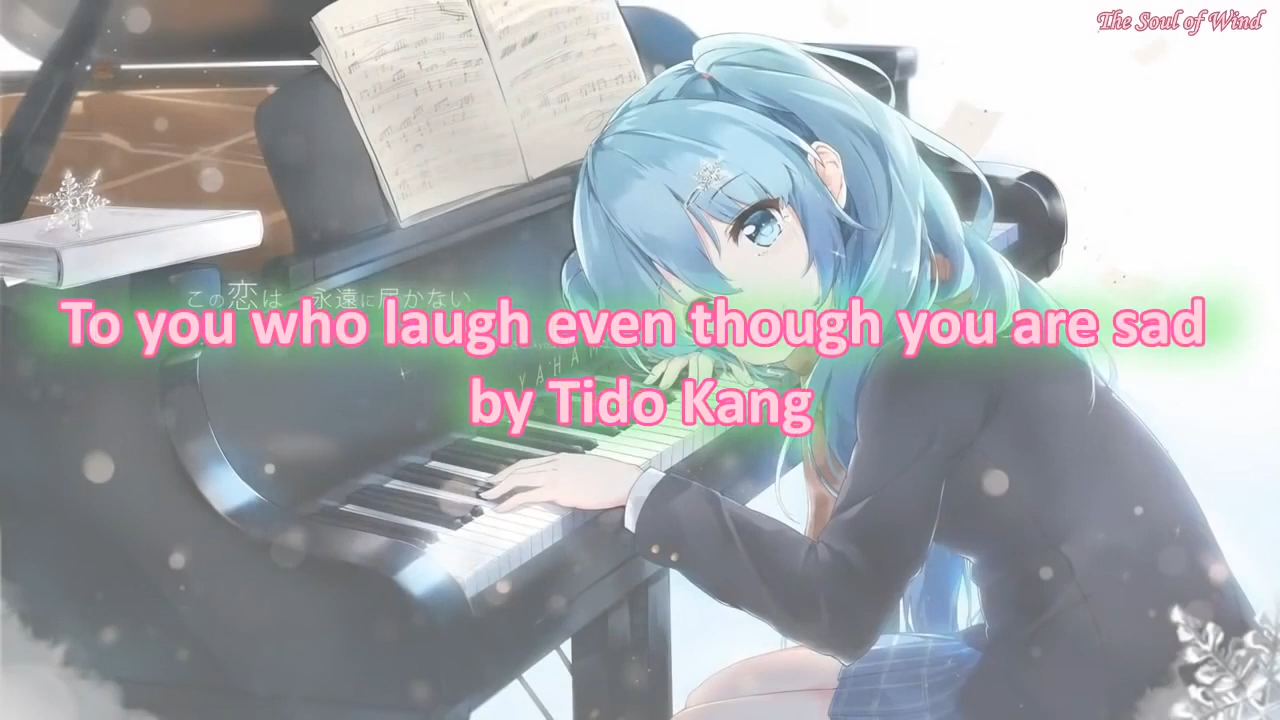 The Soul of Wind
この恋は 永遠に届かない
To you who laugh even though you are sad
YAHA
by Tido Kang